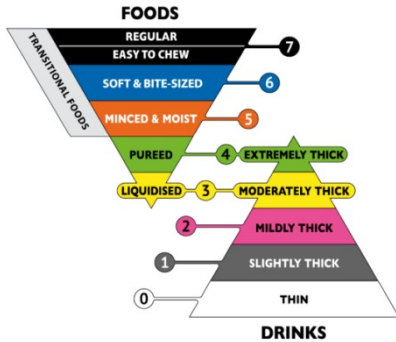 FOODS
REGULAR
EASY TO CHEW
7
TRANSITIONAL FOODS
SOFT & BITE-SIZED
6
MINCED & MOIST
5
PUREED
4
EXTREMELY THICK
LIQUIDISED
3
MODERATELY THICK
2
MILDLY THICK
1
SLIGHTLY THICK
0
THIN
DRINKS